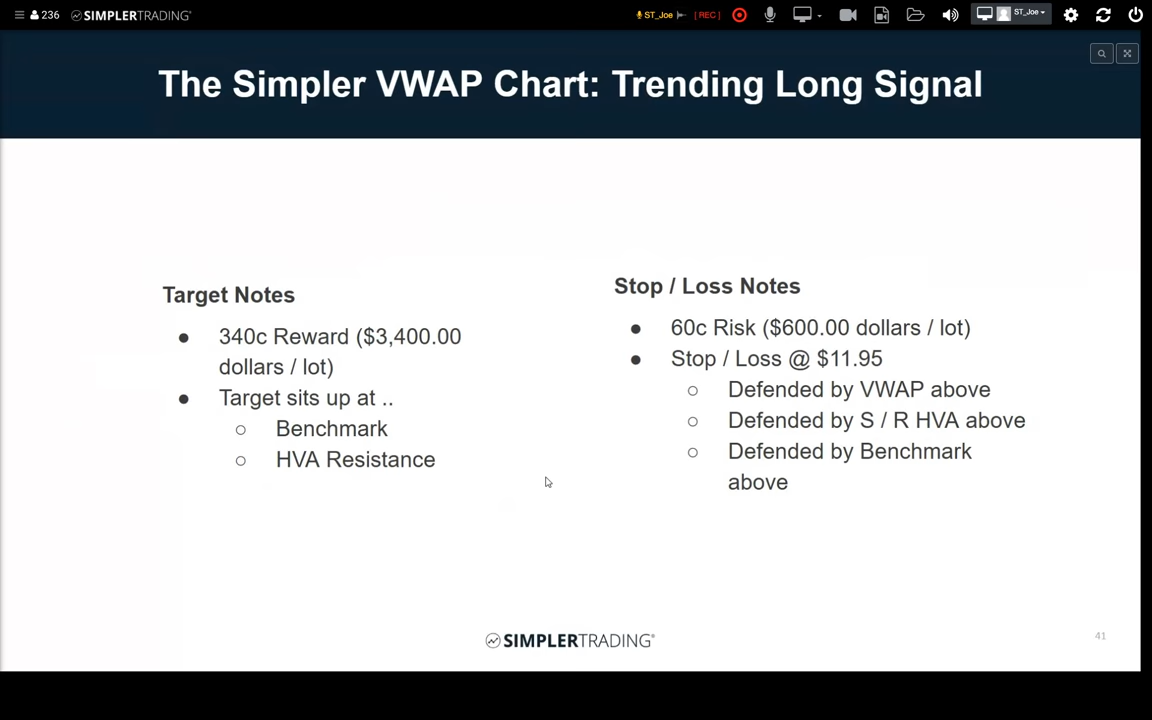 236 SIMPLERTRADING® ST_Joe [ REC ] ST_Joe
The Simpler VWAP Chart: Trending Long Signal
Target Notes
● 340c Reward ($3,400.00
dollars / lot)
● Target sits up at ..
○ Benchmark
○ HVA Resistance
Stop / Loss Notes
● 60c Risk ($600.00 dollars / lot)
● Stop / Loss @ $11.95
○ Defended by VWAP above
○ Defended by S / R HVA above
○ Defended by Benchmark
above
SIMPLERTRADING®
41